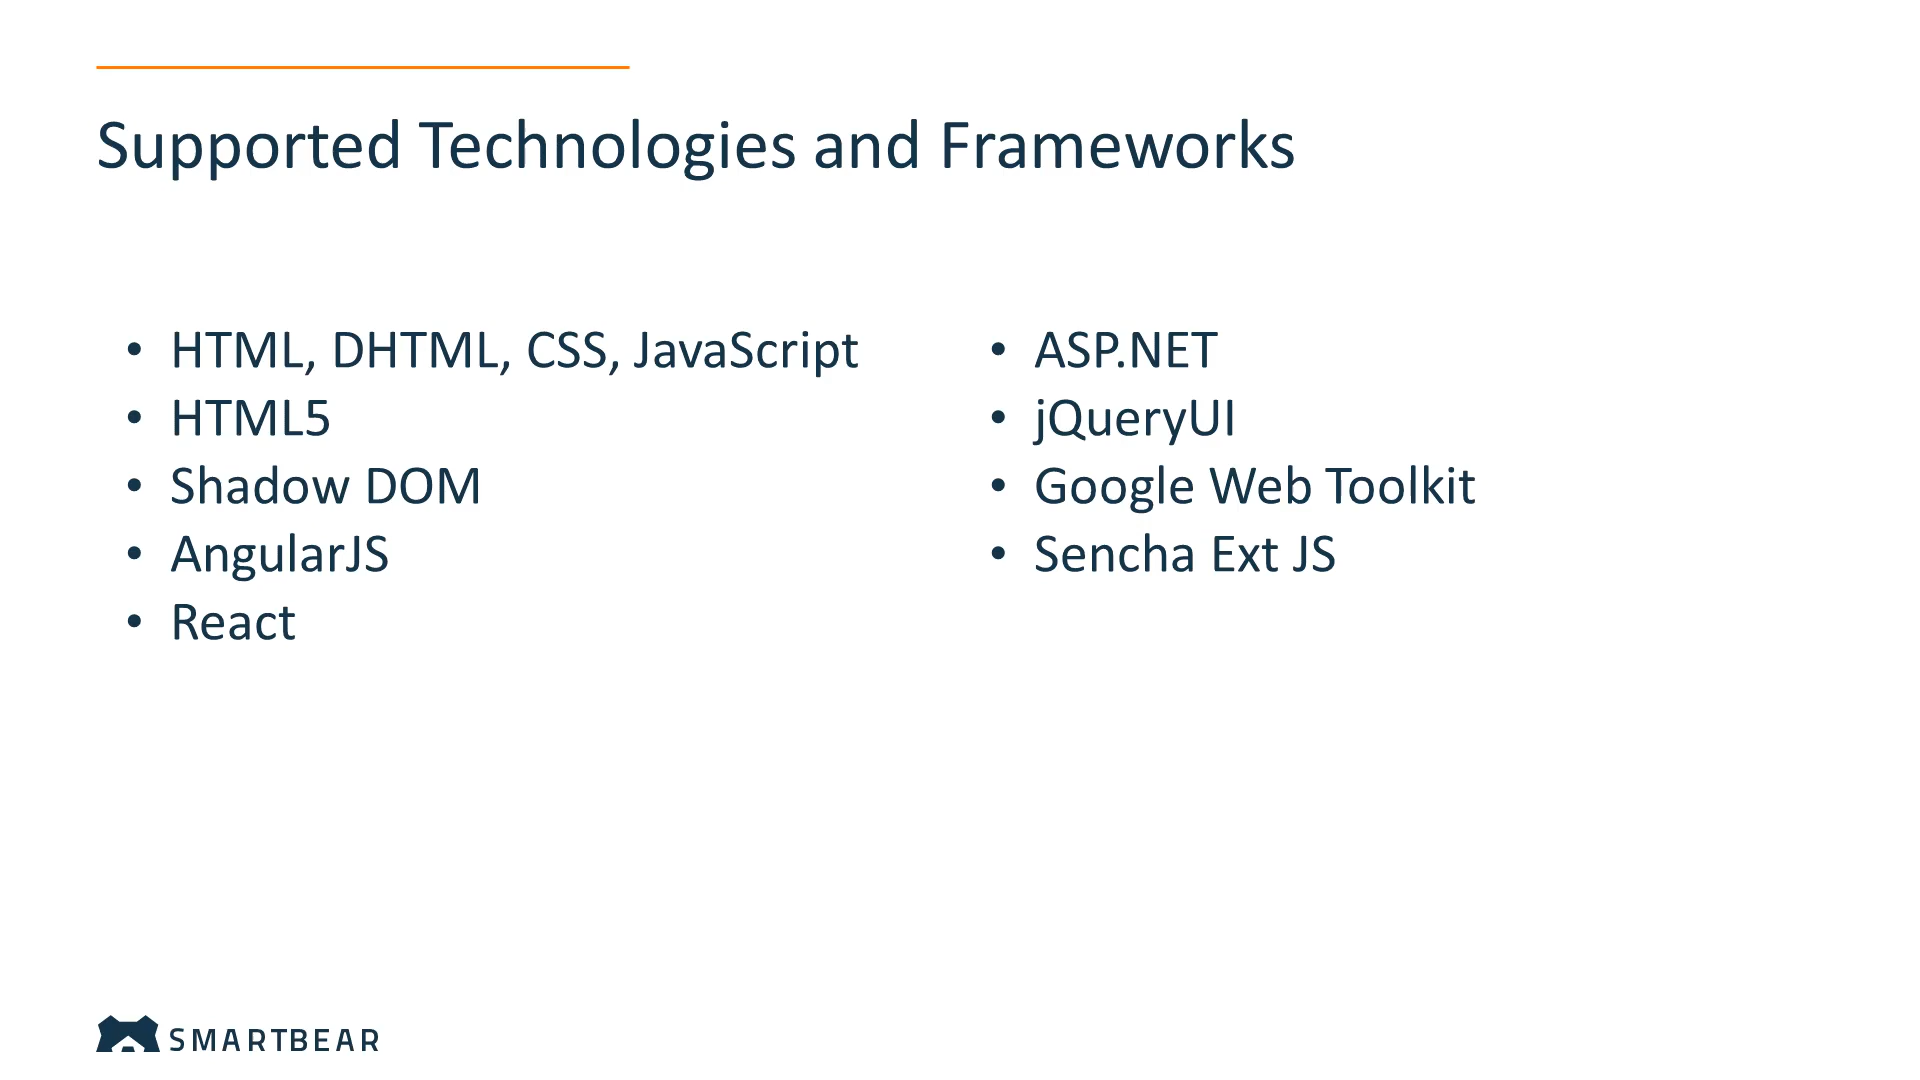 Supported Technologies and Frameworks
• HTML, DHTML, CSS, JavaScript
• HTML5
• Shadow DOM
• AngularJS
• React
• ASP.NET
• jQueryUI
• Google Web Toolkit
• Sencha Ext JS
SMARTBEAR